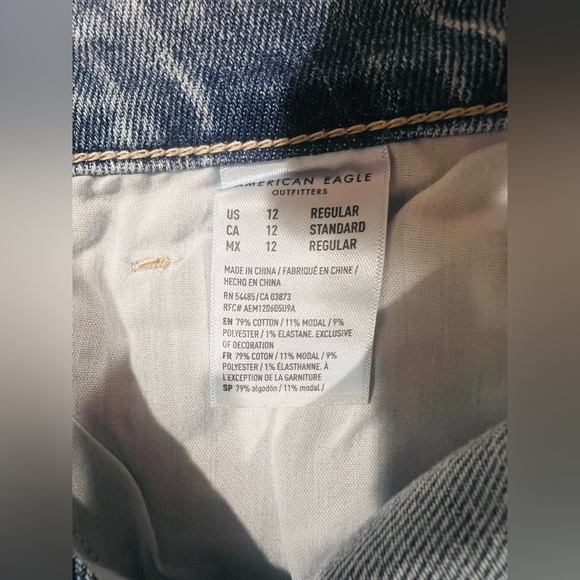 AMERICAN EAGLE
OUTFITTERS
US 12 REGULAR
CA 12 STANDARD
MX 12 REGULAR
MADE IN CHINA / FABRIQUÉ EN CHINE /
HECHO EN CHINA
RN 54485 / CA 03873
RFC# AEM120605U9A
EN 79% COTTON / 11% MODAL / 9%
POLYESTER / 1% ELASTANE. EXCLUSIVE
OF DECORATION
FR 79% COTON / 11% MODAL / 9%
POLYESTER / 1% ÉLASTHANNE. À
L'EXCEPTION DE LA GARNITURE
SP 79% algodón / 11% modal /